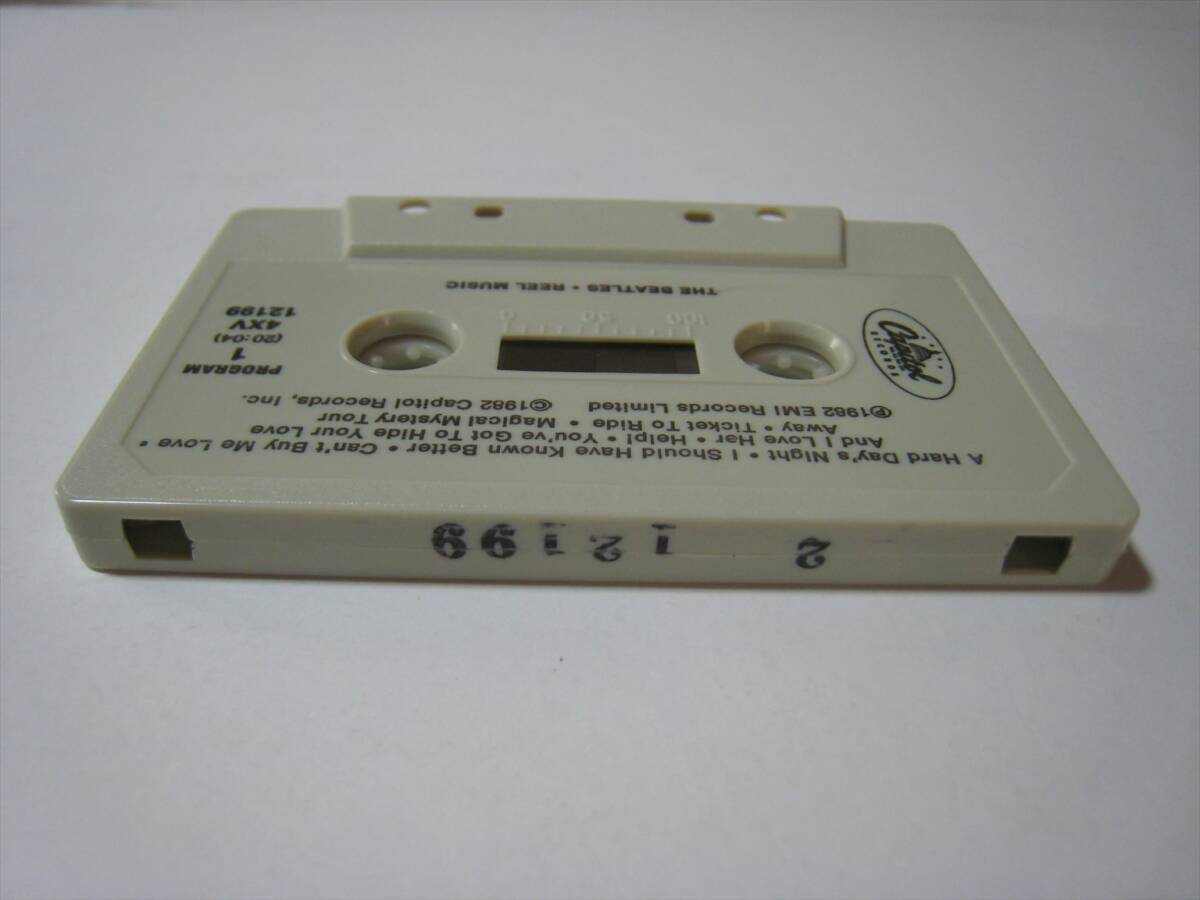 2 12199
A Hard Day's Night • I Should Have Known Better • Can't Buy Me Love •
And I Love Her • Help! • You've Got To Hide Your Love
Away • Ticket To Ride • Magical Mystery Tour
℗1982 EMI Records Limited ©1982 Capitol Records, Inc.
Capitol
RECORDS
100 50 0
PROGRAM
1
(20:04)
4XV
12199
THE BEATLES • REEL MUSIC